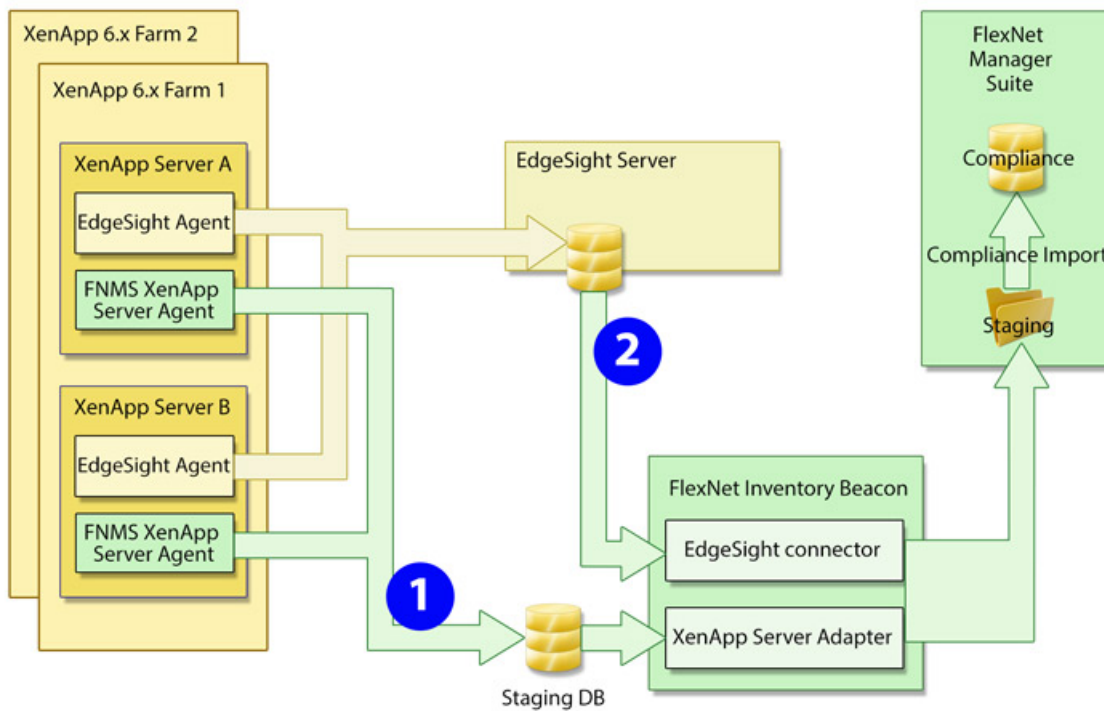 XenApp 6.x Farm 2
XenApp 6.x Farm 1
XenApp Server A
EdgeSight Agent
FNMS XenApp
Server Agent
XenApp Server B
EdgeSight Agent
FNMS XenApp
Server Agent
EdgeSight Server
2
1
Staging DB
FlexNet Inventory Beacon
EdgeSight connector
XenApp Server Adapter
FlexNet
Manager
Suite
Compliance
Compliance Import
Staging